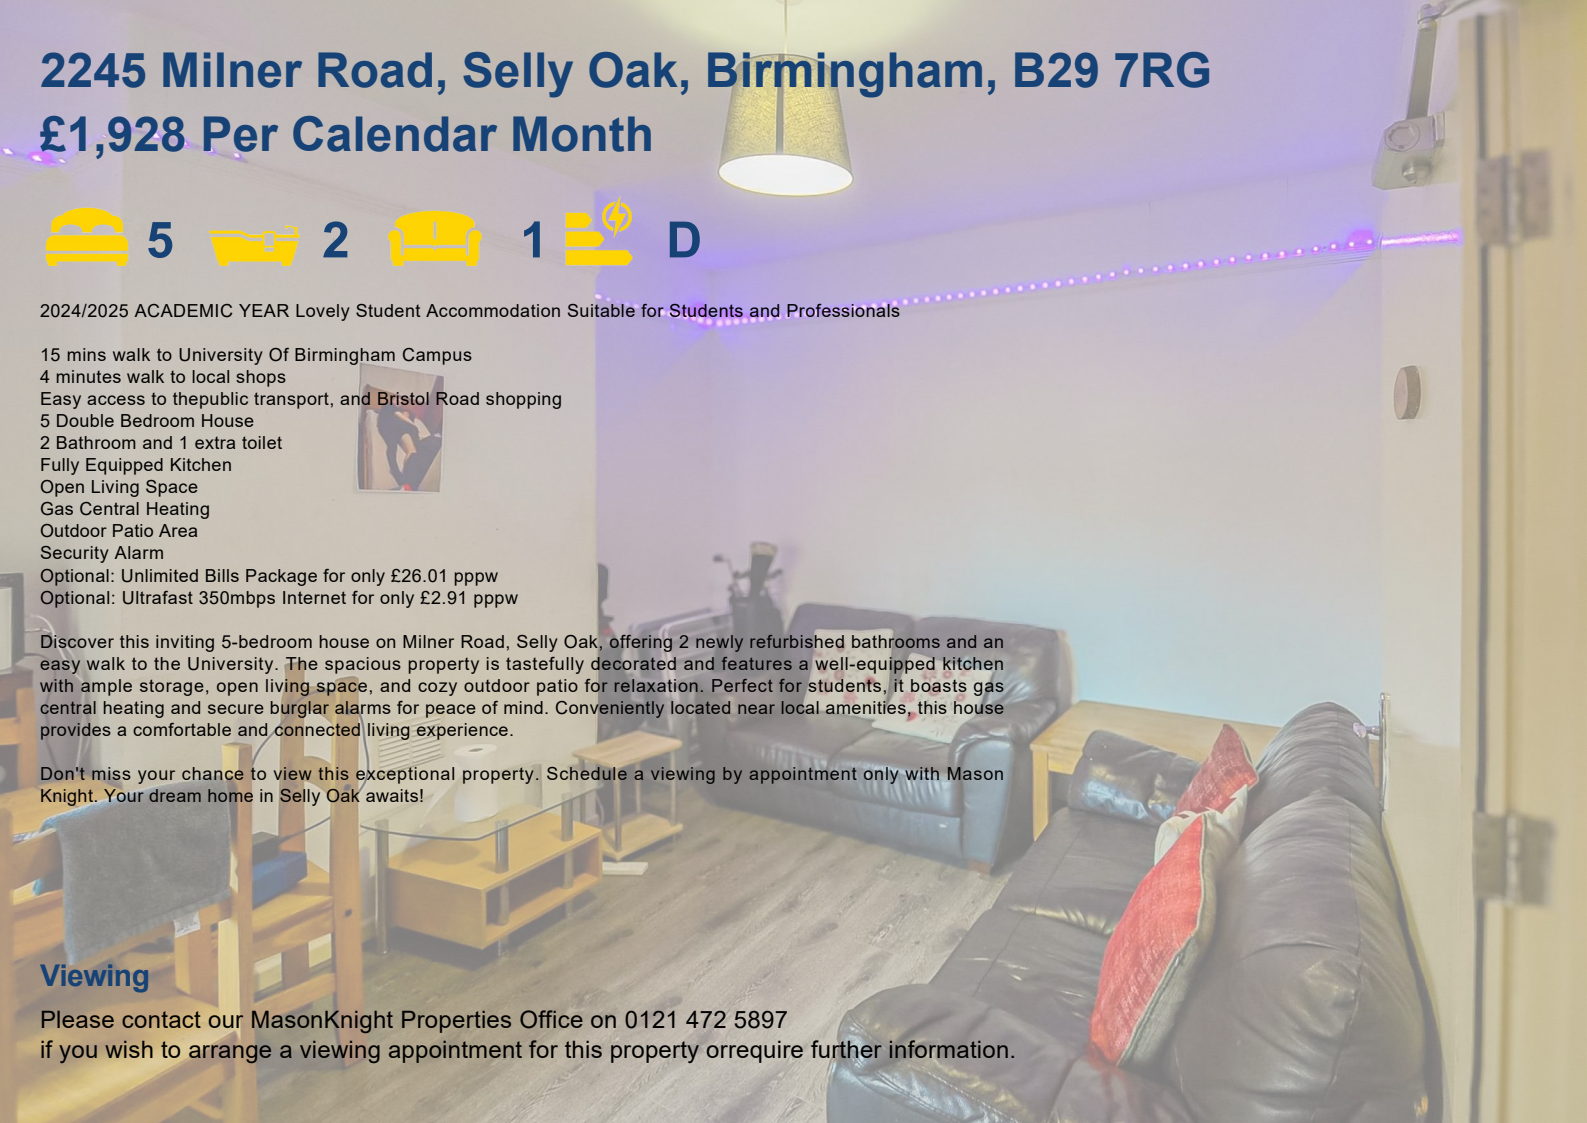 2245 Milner Road, Selly Oak, Birmingham, B29 7RG
£1,928 Per Calendar Month
5 2 1 D
2024/2025 ACADEMIC YEAR Lovely Student Accommodation Suitable for Students and Professionals
15 mins walk to University Of Birmingham Campus
4 minutes walk to local shops
Easy access to thepublic transport, and Bristol Road shopping
5 Double Bedroom House
2 Bathroom and 1 extra toilet
Fully Equipped Kitchen
Open Living Space
Gas Central Heating
Outdoor Patio Area
Security Alarm
Optional: Unlimited Bills Package for only £26.01 pppw
Optional: Ultrafast 350mbps Internet for only £2.91 pppw
Discover this inviting 5-bedroom house on Milner Road, Selly Oak, offering 2 newly refurbished bathrooms and an
easy walk to the University. The spacious property is tastefully decorated and features a well-equipped kitchen
with ample storage, open living space, and cozy outdoor patio for relaxation. Perfect for students, it boasts gas
central heating and secure burglar alarms for peace of mind. Conveniently located near local amenities, this house
provides a comfortable and connected living experience.
Don't miss your chance to view this exceptional property. Schedule a viewing by appointment only with Mason
Knight. Your dream home in Selly Oak awaits!
Viewing
Please contact our MasonKnight Properties Office on 0121 472 5897
if you wish to arrange a viewing appointment for this property orrequire further information.